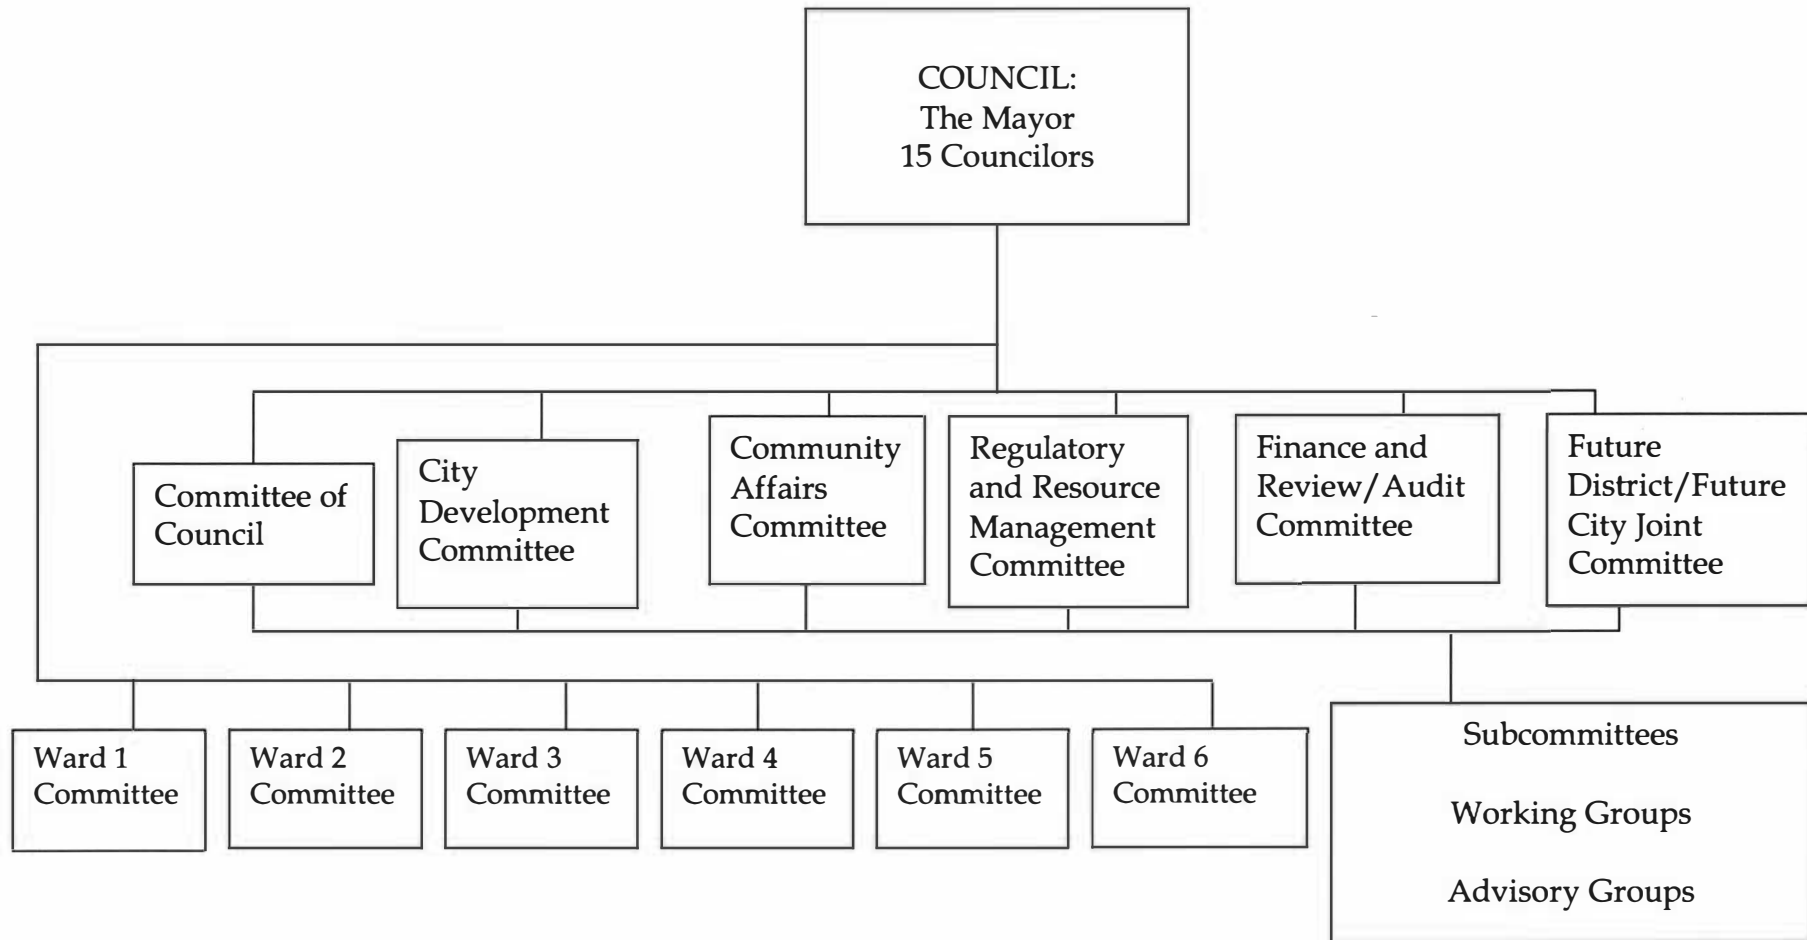 COUNCIL:
The Mayor
15 Councilors
Committee of
Council
City
Development
Committee
Community
Affairs
Committee
Regulatory
and Resource
Management
Committee
Finance and
Review/Audit
Committee
Future
District/Future
City Joint
Committee
Ward 1
Committee
Ward 2
Committee
Ward 3
Committee
Ward 4
Committee
Ward 5
Committee
Ward 6
Committee
Subcommittees
Working Groups
Advisory Groups